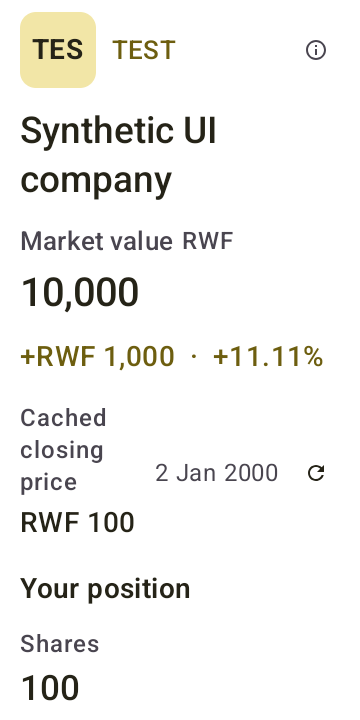 TES TEST
Synthetic UI
company
Market value RWF
10,000
+RWF 1,000 · +11.11%
Cached
closing
price
2 Jan 2000
RWF 100
Your position
Shares
100